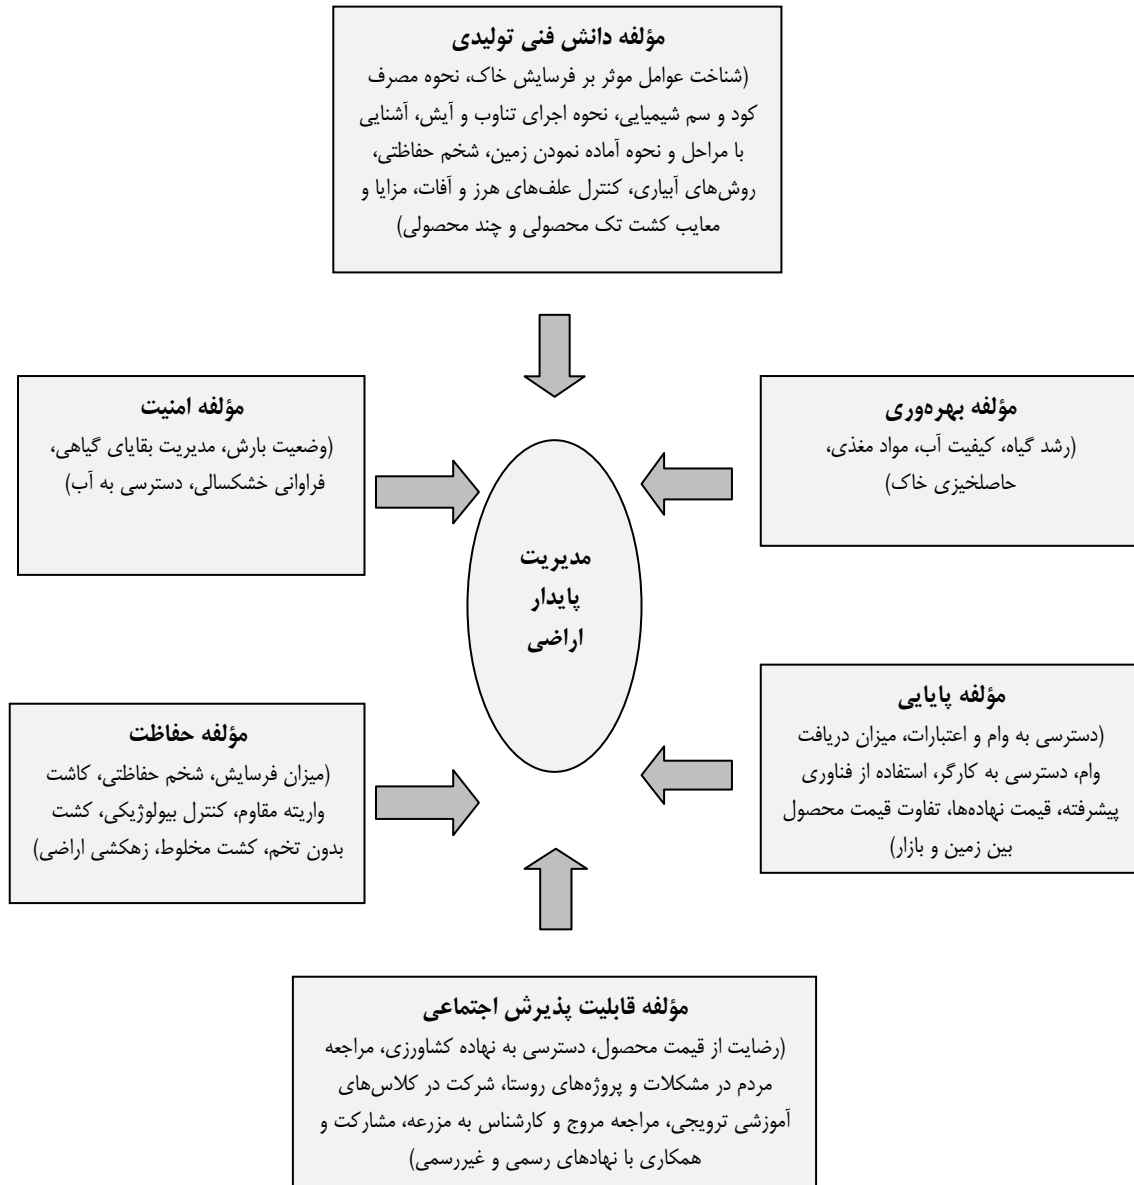 مؤلفه دانش فنی تولیدی
(شناخت عوامل موثر بر فرسایش خاک، نحوه مصرف
کود و سم شیمیایی، نحوه اجرای تناوب و آیش، آشنایی
با مراحل و نحوه آماده نمودن زمین، شخم حفاظتی،
روش‌های آبیاری، کنترل علف‌های هرز و آفات، مزایا و
معایب کشت تک محصولی و چند محصولی)
مؤلفه بهره‌وری
(رشد گیاه، کیفیت آب، مواد مغذی،
حاصلخیزی خاک)
مؤلفه امنیت
(وضعیت بارش، مدیریت بقایای گیاهی،
فراوانی خشکسالی، دسترسی به آب)
مدیریت
پایدار
اراضی
مؤلفه پایایی
(دسترسی به وام و اعتبارات، میزان دریافت
وام، دسترسی به کارگر، استفاده از فناوری
پیشرفته، قیمت نهاده‌ها، تفاوت قیمت محصول
بین زمین و بازار)
مؤلفه حفاظت
(میزان فرسایش، شخم حفاظتی، کاشت
واریته مقاوم، کنترل بیولوژیکی، کشت
بدون تخم، کشت مخلوط، زهکشی اراضی)
مؤلفه قابلیت پذیرش اجتماعی
(رضایت از قیمت محصول، دسترسی به نهاده کشاورزی، مراجعه
مردم در مشکلات و پروژه‌های روستا، شرکت در کلاس‌های
آموزشی ترویجی، مراجعه مروج و کارشناس به مزرعه، مشارکت و
همکاری با نهادهای رسمی و غیررسمی)